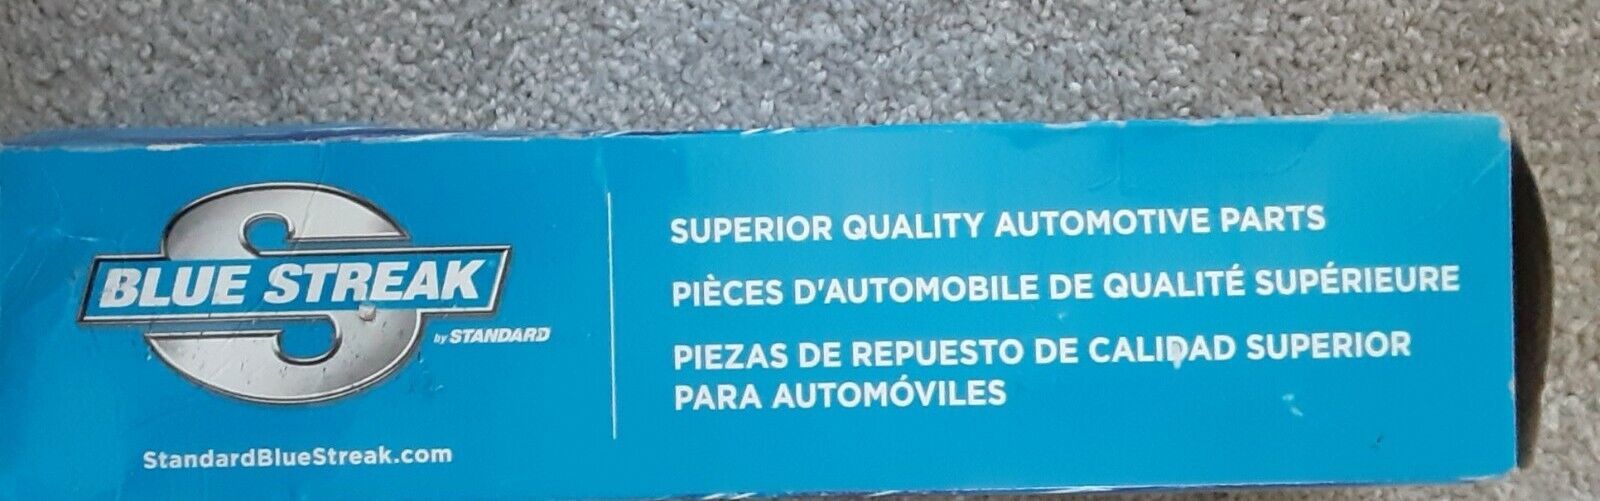 BLUE STREAK
by STANDARD
StandardBlueStreak.com
SUPERIOR QUALITY AUTOMOTIVE PARTS
PIÈCES D'AUTOMOBILE DE QUALITÉ SUPÉRIEURE
PIEZAS DE REPUESTO DE CALIDAD SUPERIOR
PARA AUTOMÓVILES